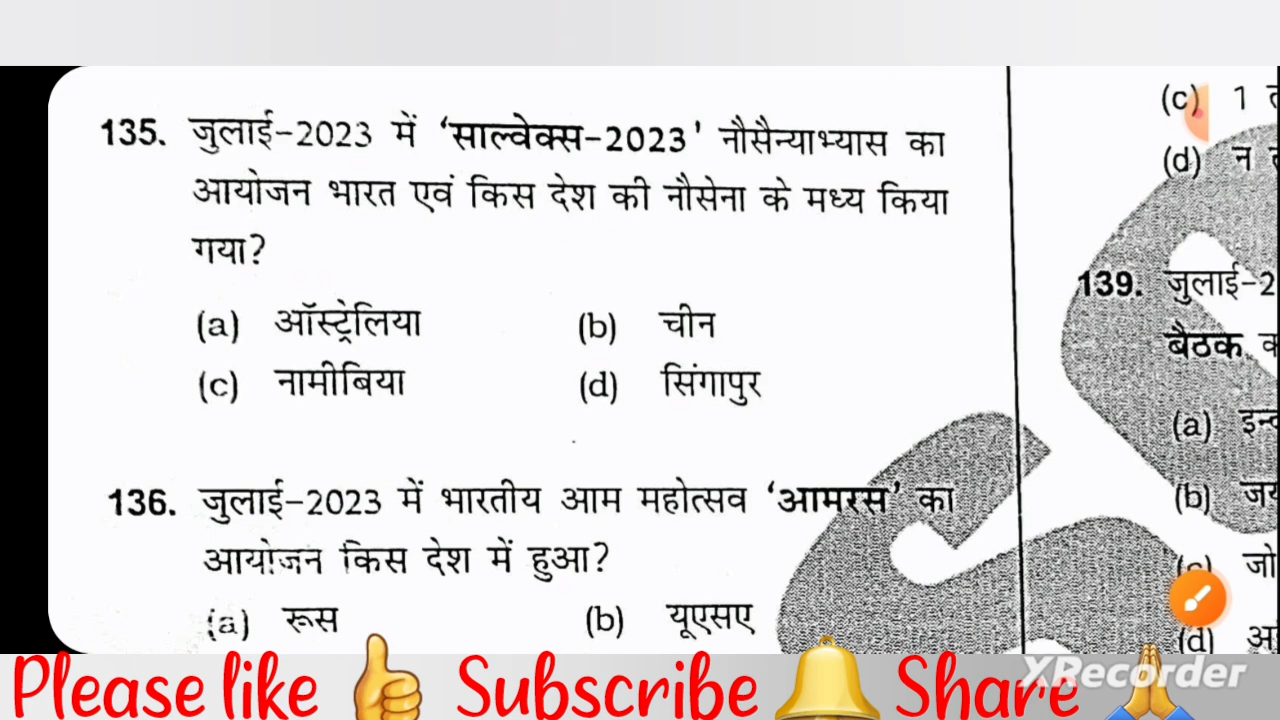 135. जुलाई-2023 में 'साल्वेक्स-2023' नौसैन्याभ्यास का
आयोजन भारत एवं किस देश की नौसेना के मध्य किया
गया?
(a) ऑस्ट्रेलिया (b) चीन
(c) नामीबिया (d) सिंगापुर
136. जुलाई-2023 में भारतीय आम महोत्सव 'आमरस' का
आयोजन किस देश में हुआ?
(a) रूस (b) यूएसए
(c) 1
(d) न
139. जुलाई-2
बैठक
(a)
(b)
(c) जो
(d)
Please like Subscribe Share
XRecorder